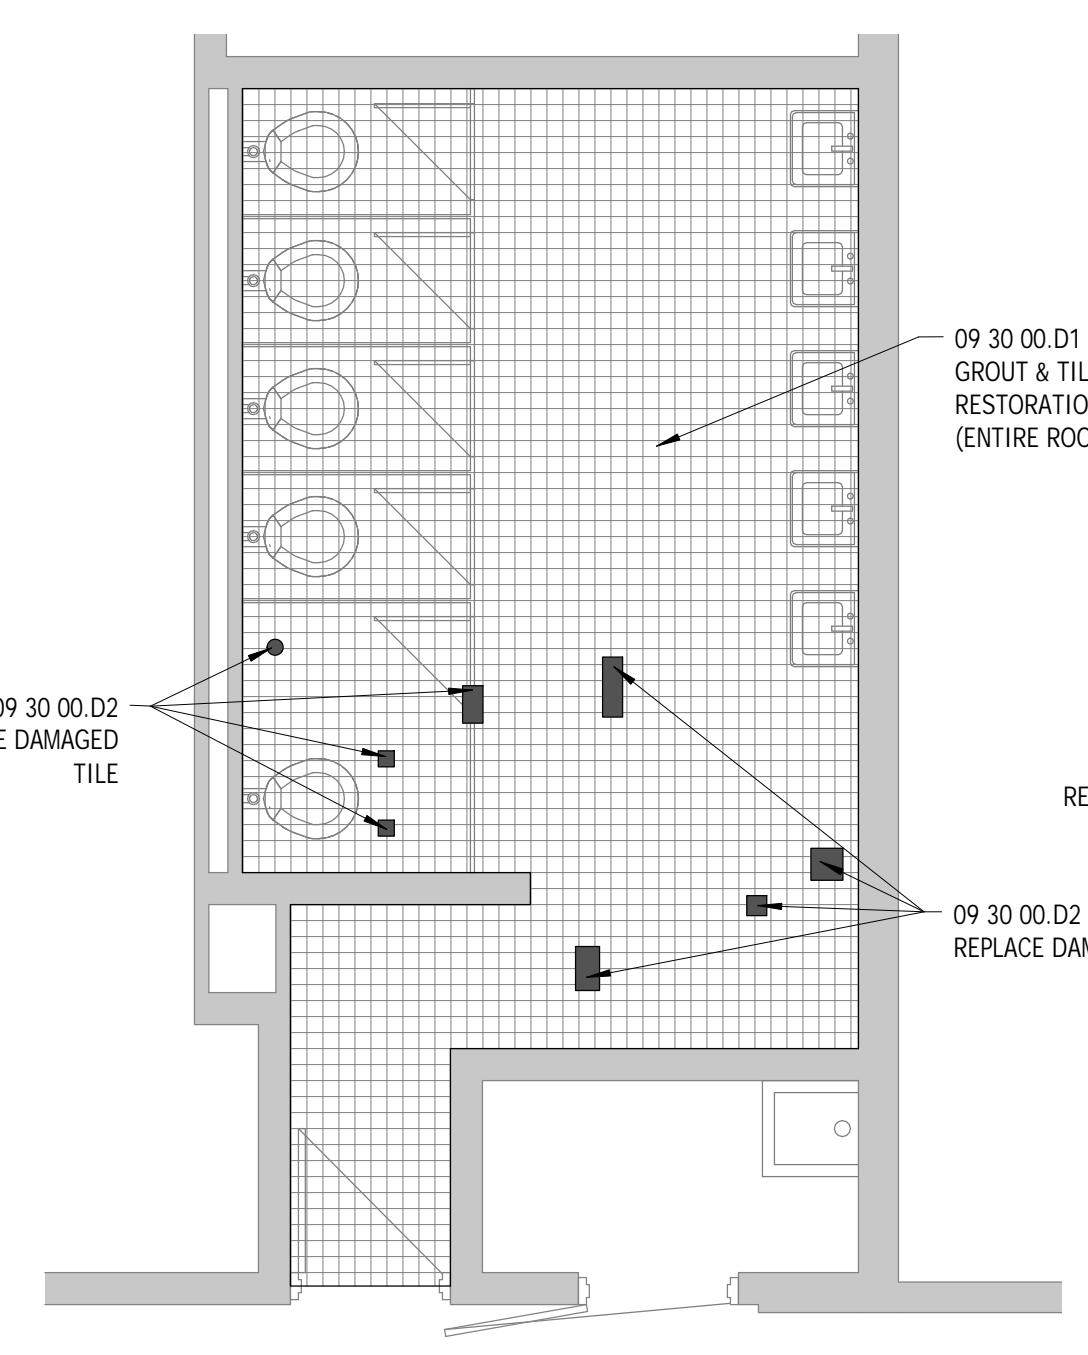 09 30 00.D1
GROUT & TIL
RESTORATIO
(ENTIRE ROO
09 30 00.D2
E DAMAGED
TILE
RE
09 30 00.D2
REPLACE DAM